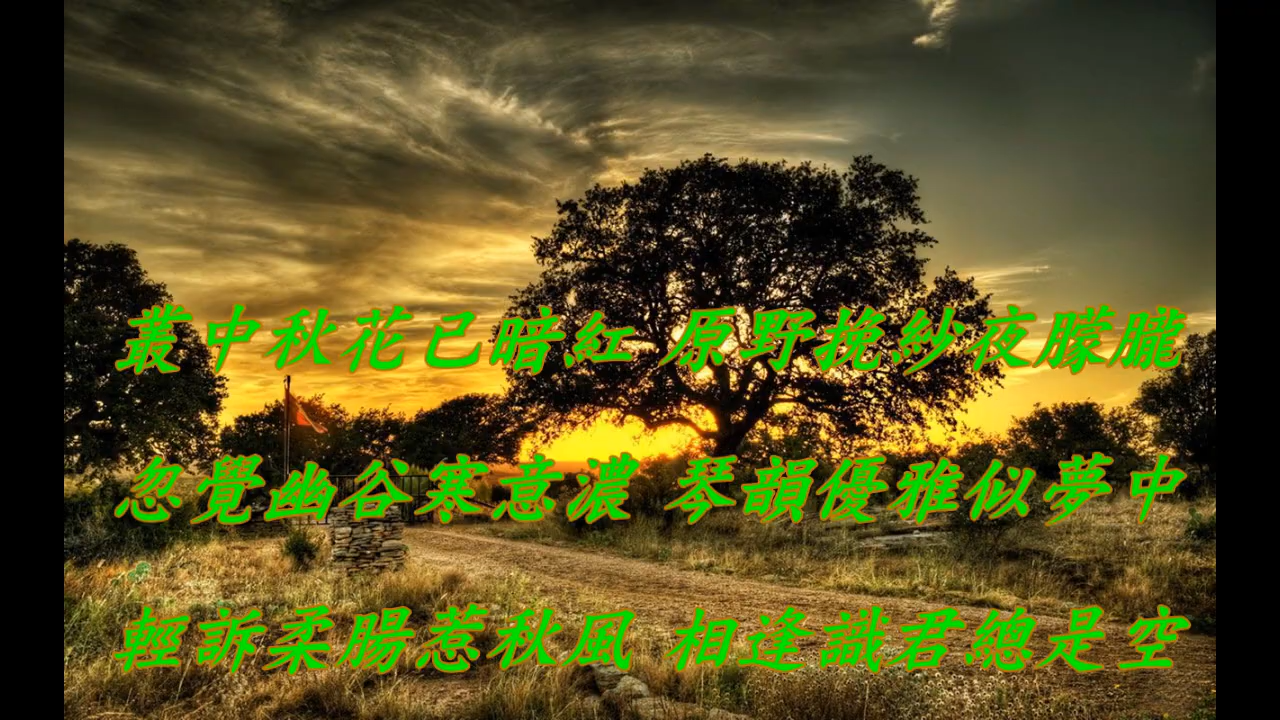 叢中秋花已暗紅 原野挽紗夜朦朧
忽覺幽谷寒意濃 琴韻優雅似夢中
輕訴柔腸惹秋風 相逢識君總是空